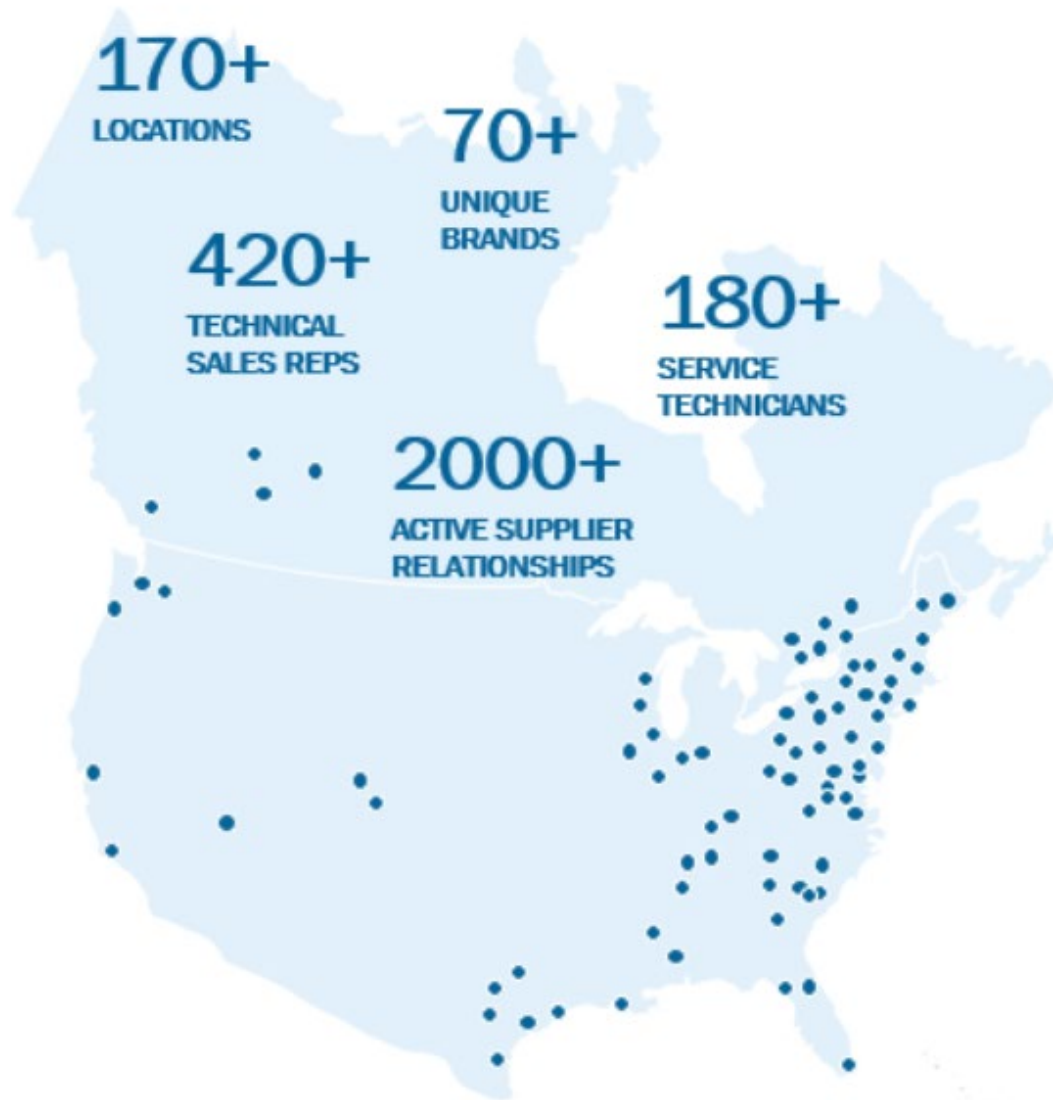 170+
LOCATIONS
70+
UNIQUE
BRANDS
420+
TECHNICAL
SALES REPS
180+
SERVICE
TECHNICIANS
2000+
ACTIVE SUPPLIER
RELATIONSHIPS